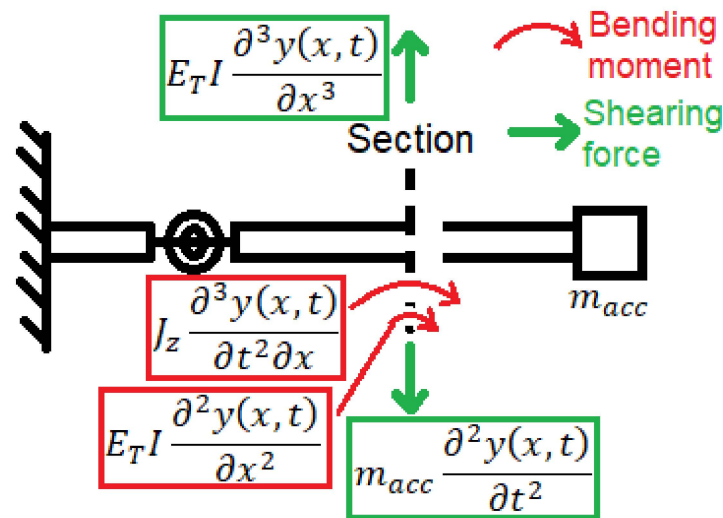 E_T I ∂³y(x, t)/∂x³
Bending
moment
Section
Shearing
force
m_acc
J_z ∂³y(x, t)/∂t²∂x
E_T I ∂²y(x, t)/∂x²
m_acc ∂²y(x, t)/∂t²